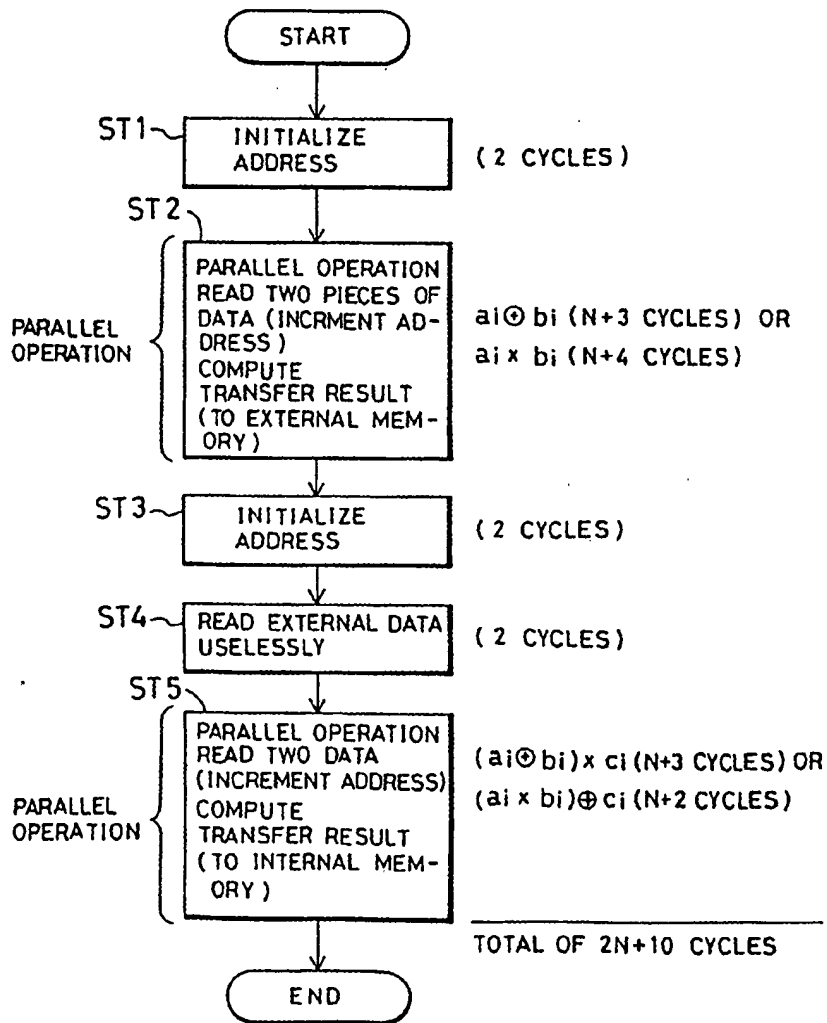 START
ST1
INITIALIZE
ADDRESS
(2 CYCLES)
ST2
PARALLEL
OPERATION
PARALLEL OPERATION
READ TWO PIECES OF
DATA (INCRMENT AD-
DRESS)
COMPUTE
TRANSFER RESULT
(TO EXTERNAL MEM-
ORY)
ai⊕ bi (N+3 CYCLES) OR
ai x bi (N+4 CYCLES)
ST3
INITIALIZE
ADDRESS
(2 CYCLES)
ST4
READ EXTERNAL DATA
USELESSLY
(2 CYCLES)
ST5
PARALLEL
OPERATION
PARALLEL OPERATION
READ TWO DATA
(INCREMENT ADDRESS)
COMPUTE
TRANSFER RESULT
(TO INTERNAL MEM-
ORY)
(ai⊕ bi) x ci (N+3 CYCLES) OR
(ai x bi)⊕ ci (N+2 CYCLES)
TOTAL OF 2N+10 CYCLES
END